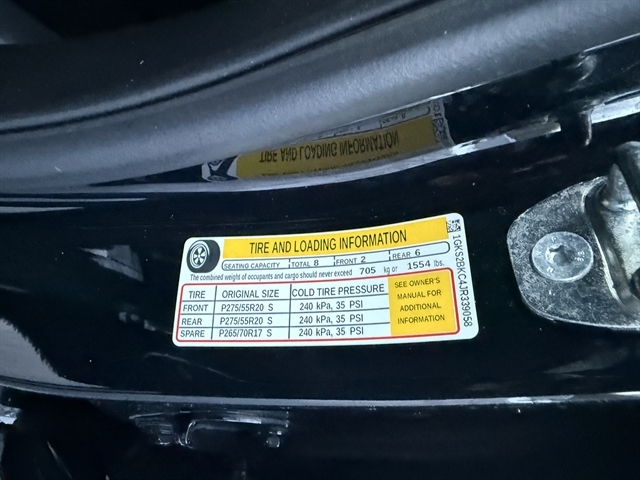 TIRE AND LOADING INFORMATION
SEATING CAPACITY TOTAL 8 FRONT 2 REAR 6
The combined weight of occupants and cargo should never exceed 705 kg or 1554 lbs.
TIRE ORIGINAL SIZE COLD TIRE PRESSURE
FRONT P275/55R20 S 240 kPa, 35 PSI
REAR P275/55R20 S 240 kPa, 35 PSI
SPARE P265/70R17 S 240 kPa, 35 PSI
SEE OWNER'S
MANUAL FOR
ADDITIONAL
INFORMATION
1GKS2GKC4JR339058
TIRE AND LOADING INFORMATION